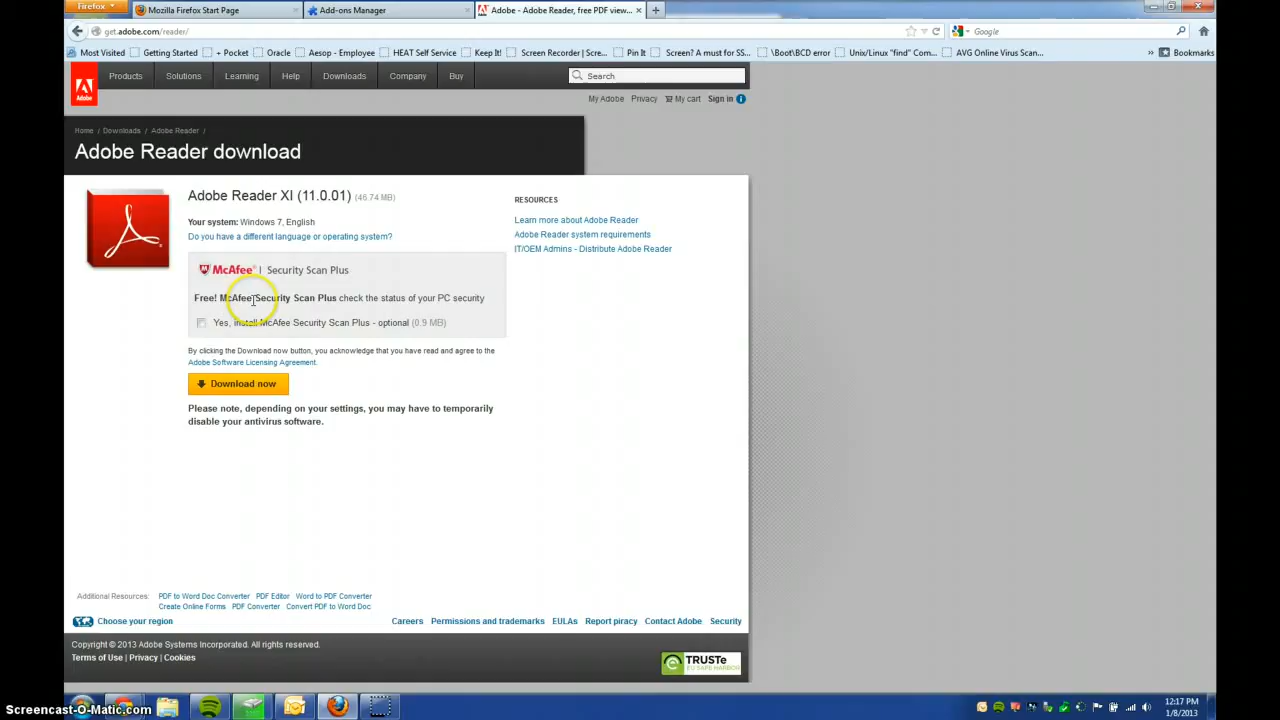 Firefox
Mozilla Firefox Start Page
Add-ons Manager
Adobe - Adobe Reader, free PDF view...
get.adobe.com/reader/
Google
Most Visited Getting Started + Pocket Oracle Aesop - Employee HEAT Self Service Keep It! Screen Recorder | Scre... Pin It Screen? A must for SS... \Boot\BCD error Unix/Linux "find" Com... AVG Online Virus Scan... » Bookmarks
Adobe
Products Solutions Learning Help Downloads Company Buy
Search
My Adobe Privacy My cart Sign in
Home / Downloads / Adobe Reader /
Adobe Reader download
Adobe Reader XI (11.0.01) (46.74 MB)
Your system: Windows 7, English
Do you have a different language or operating system?
McAfee | Security Scan Plus
Free! McAfee Security Scan Plus check the status of your PC security
Yes, install McAfee Security Scan Plus - optional (0.9 MB)
By clicking the Download now button, you acknowledge that you have read and agree to the
Adobe Software Licensing Agreement.
Download now
Please note, depending on your settings, you may have to temporarily
disable your antivirus software.
RESOURCES
Learn more about Adobe Reader
Adobe Reader system requirements
IT/OEM Admins - Distribute Adobe Reader
Additional Resources: PDF to Word Doc Converter PDF Editor Word to PDF Converter
Create Online Forms PDF Converter Convert PDF to Word Doc
Choose your region
Careers Permissions and trademarks EULAs Report piracy Contact Adobe Security
Copyright © 2013 Adobe Systems Incorporated. All rights reserved.
Terms of Use | Privacy | Cookies
TRUSTe
EU SAFE HARBOR
Screencast-O-Matic.com
12:17 PM
1/8/2013